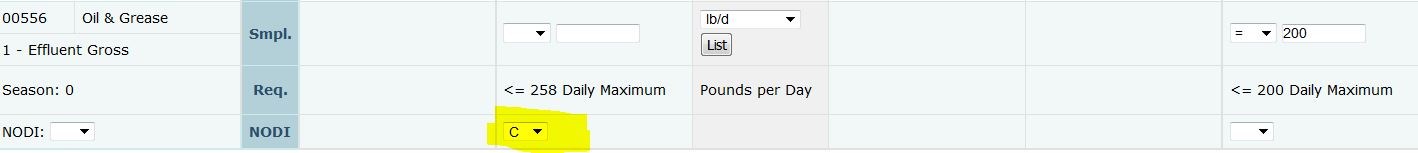 00556 Oil & Grease
1 - Effluent Gross
Smpl. lb/d = 200
List
Season: 0 Req. <= 258 Daily Maximum Pounds per Day <= 200 Daily Maximum
NODI: NODI C